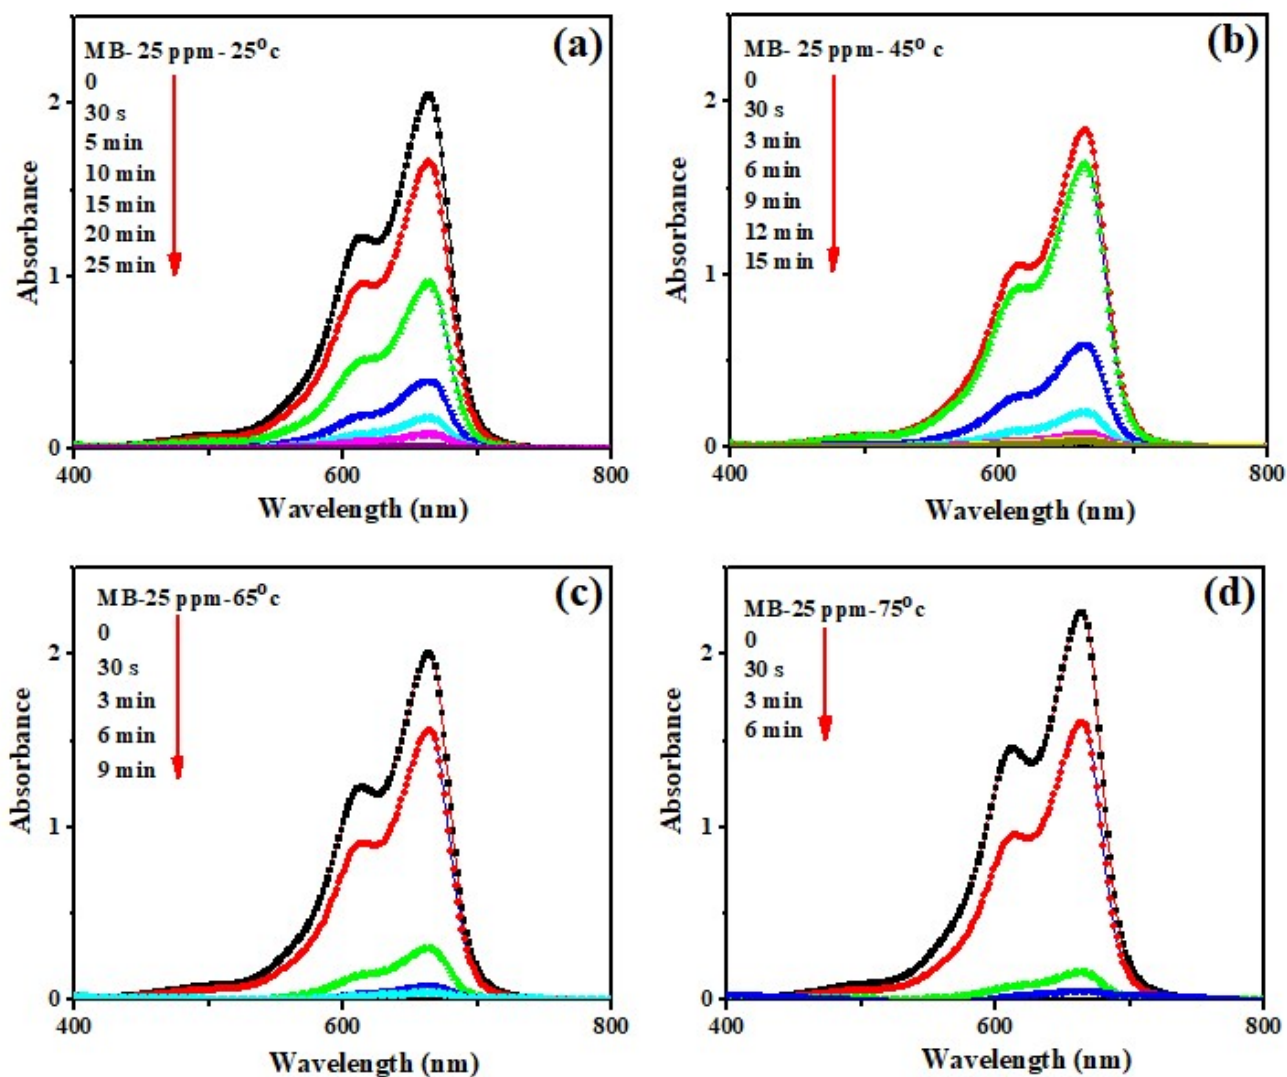 (a)
MB- 25 ppm - 25°c
0
30 s
5 min
10 min
15 min
20 min
25 min
2
1
0
400
600
800
Absorbance
Wavelength (nm)
(b)
MB- 25 ppm- 45° c
0
30 s
3 min
6 min
9 min
12 min
15 min
2
1
0
400
600
800
Absorbance
Wavelength (nm)
(c)
MB-25 ppm-65°c
0
30 s
3 min
6 min
9 min
2
1
0
400
600
800
Absorbance
Wavelength (nm)
(d)
MB-25 ppm-75°c
0
30 s
3 min
6 min
2
1
0
400
600
800
Absorbance
Wavelength (nm)